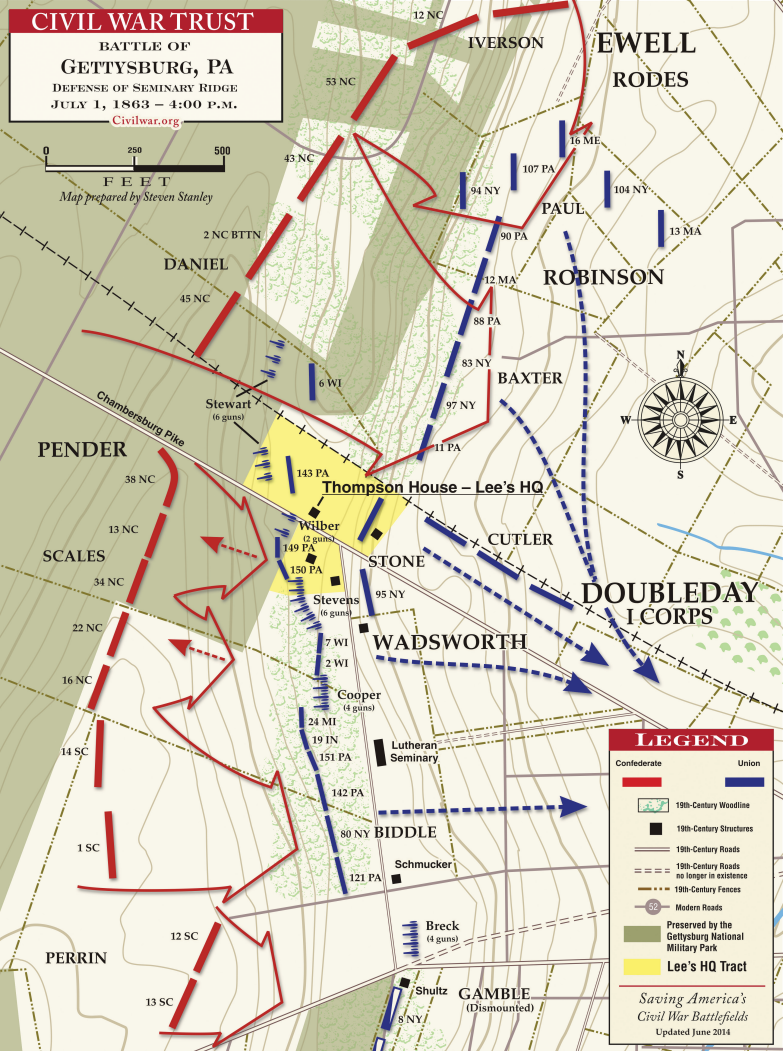 CIVIL WAR TRUST
BATTLE OF
GETTYSBURG, PA
DEFENSE OF SEMINARY RIDGE
JULY 1, 1863 – 4:00 P.M.
Civilwar.org
0 250 500
FEET
Map prepared by Steven Stanley
12 NC
IVERSON
EWELL
RODES
53 NC
43 NC
16 ME
107 PA
94 NY
104 NY
PAUL
13 MA
90 PA
2 NC BTTN
DANIEL
ROBINSON
12 MA
45 NC
88 PA
83 NY
BAXTER
6 WI
97 NY
Stewart
(6 guns)
N
W
E
S
Chambersburg Pike
11 PA
PENDER
38 NC
143 PA
Thompson House – Lee's HQ
13 NC
Wilber
(2 guns)
CUTLER
149 PA
SCALES
STONE
150 PA
34 NC
95 NY
DOUBLEDAY
I CORPS
Stevens
(6 guns)
22 NC
7 WI
WADSWORTH
2 WI
16 NC
Cooper
(4 guns)
24 MI
19 IN
14 SC
151 PA
Lutheran
Seminary
142 PA
80 NY
BIDDLE
1 SC
Schmucker
121 PA
12 SC
Breck
(4 guns)
PERRIN
13 SC
Shultz
GAMBLE
(Dismounted)
8 NY
LEGEND
Confederate
Union
19th-Century Woodline
19th-Century Structures
19th-Century Roads
19th-Century Roads
no longer in existence
19th-Century Fences
52
Modern Roads
Preserved by the
Gettysburg National
Military Park
Lee's HQ Tract
Saving America's
Civil War Battlefields
Updated June 2014